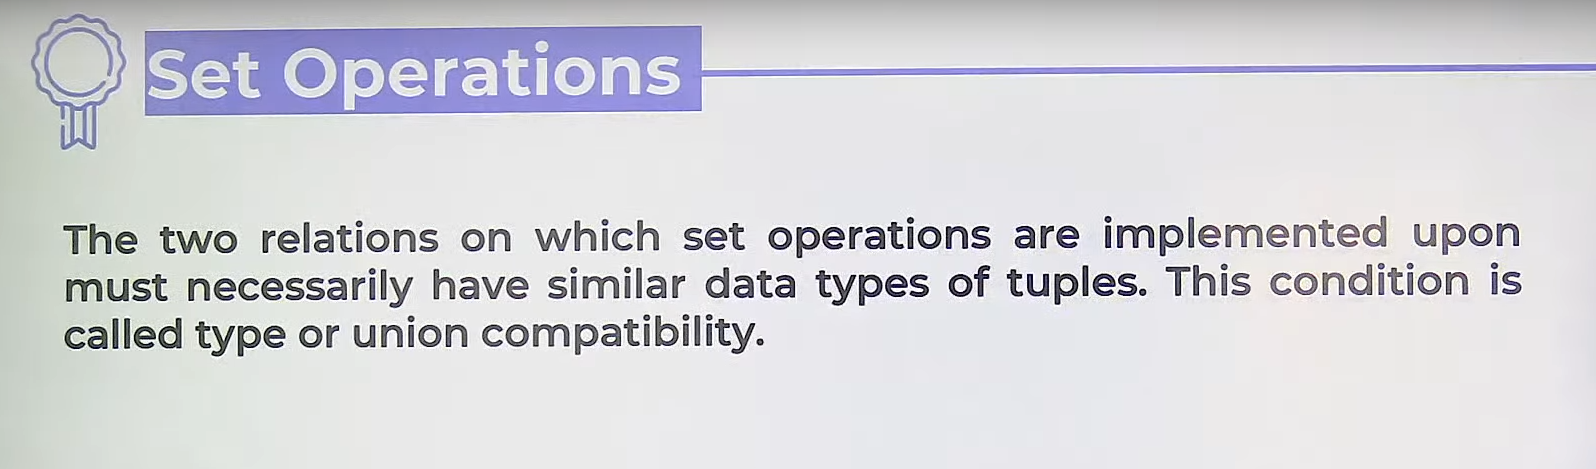 Set Operations
The two relations on which set operations are implemented upon
must necessarily have similar data types of tuples. This condition is
called type or union compatibility.